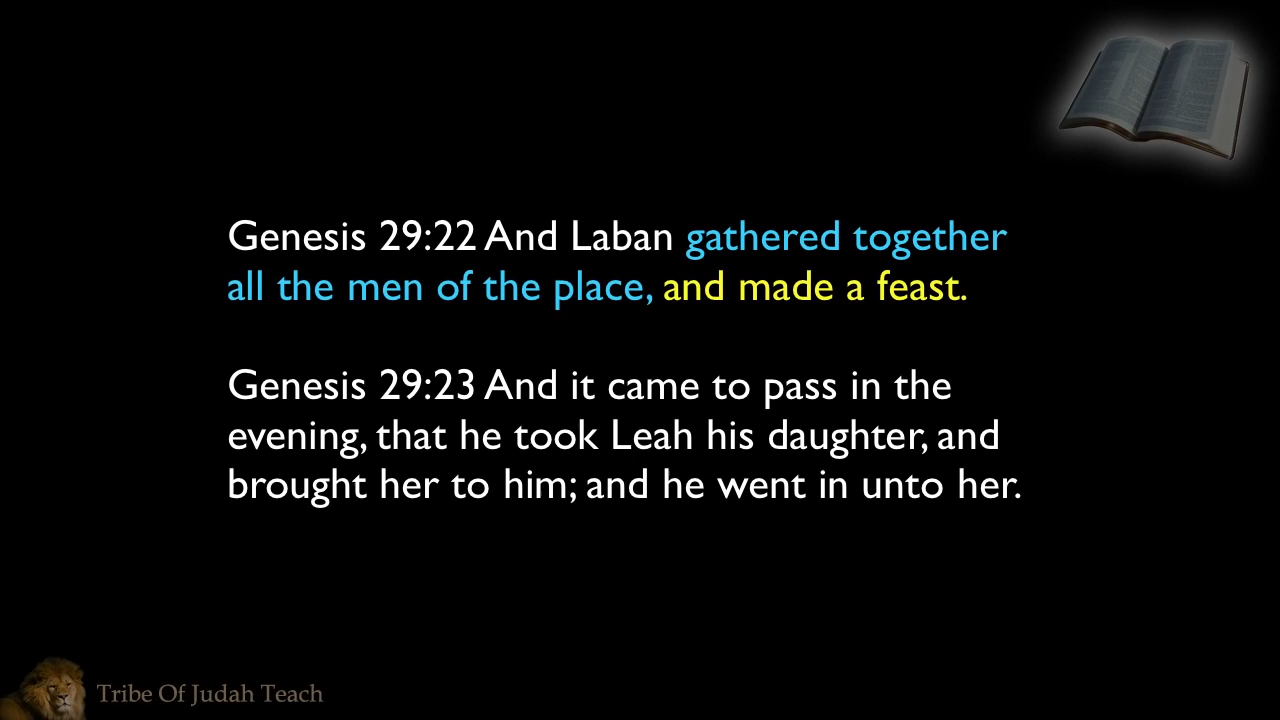 Genesis 29:22 And Laban gathered together
all the men of the place, and made a feast.
Genesis 29:23 And it came to pass in the
evening, that he took Leah his daughter, and
brought her to him; and he went in unto her.
Tribe Of Judah Teach